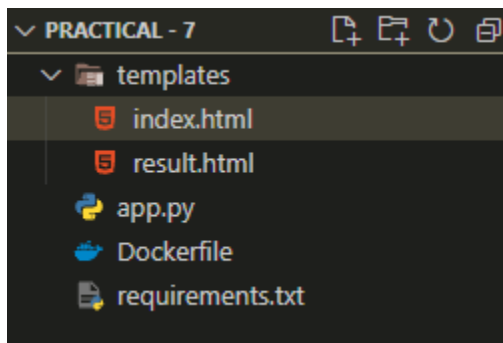 PRACTICAL - 7
templates
index.html
result.html
app.py
Dockerfile
requirements.txt